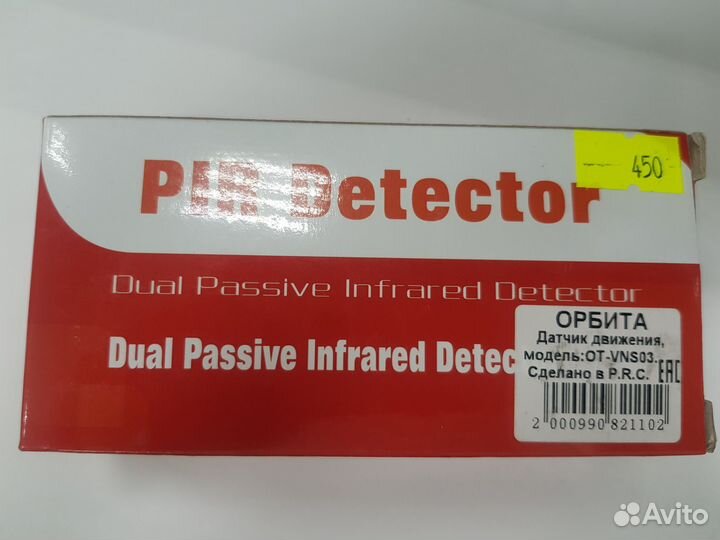 PIR Detector
450
Dual Passive Infrared Detector
Dual Passive Infrared Detec
ОРБИТА
Датчик движения,
модель:OT-VNS03.
Сделано в P.R.C. EAC
2 000990 821102
Avito